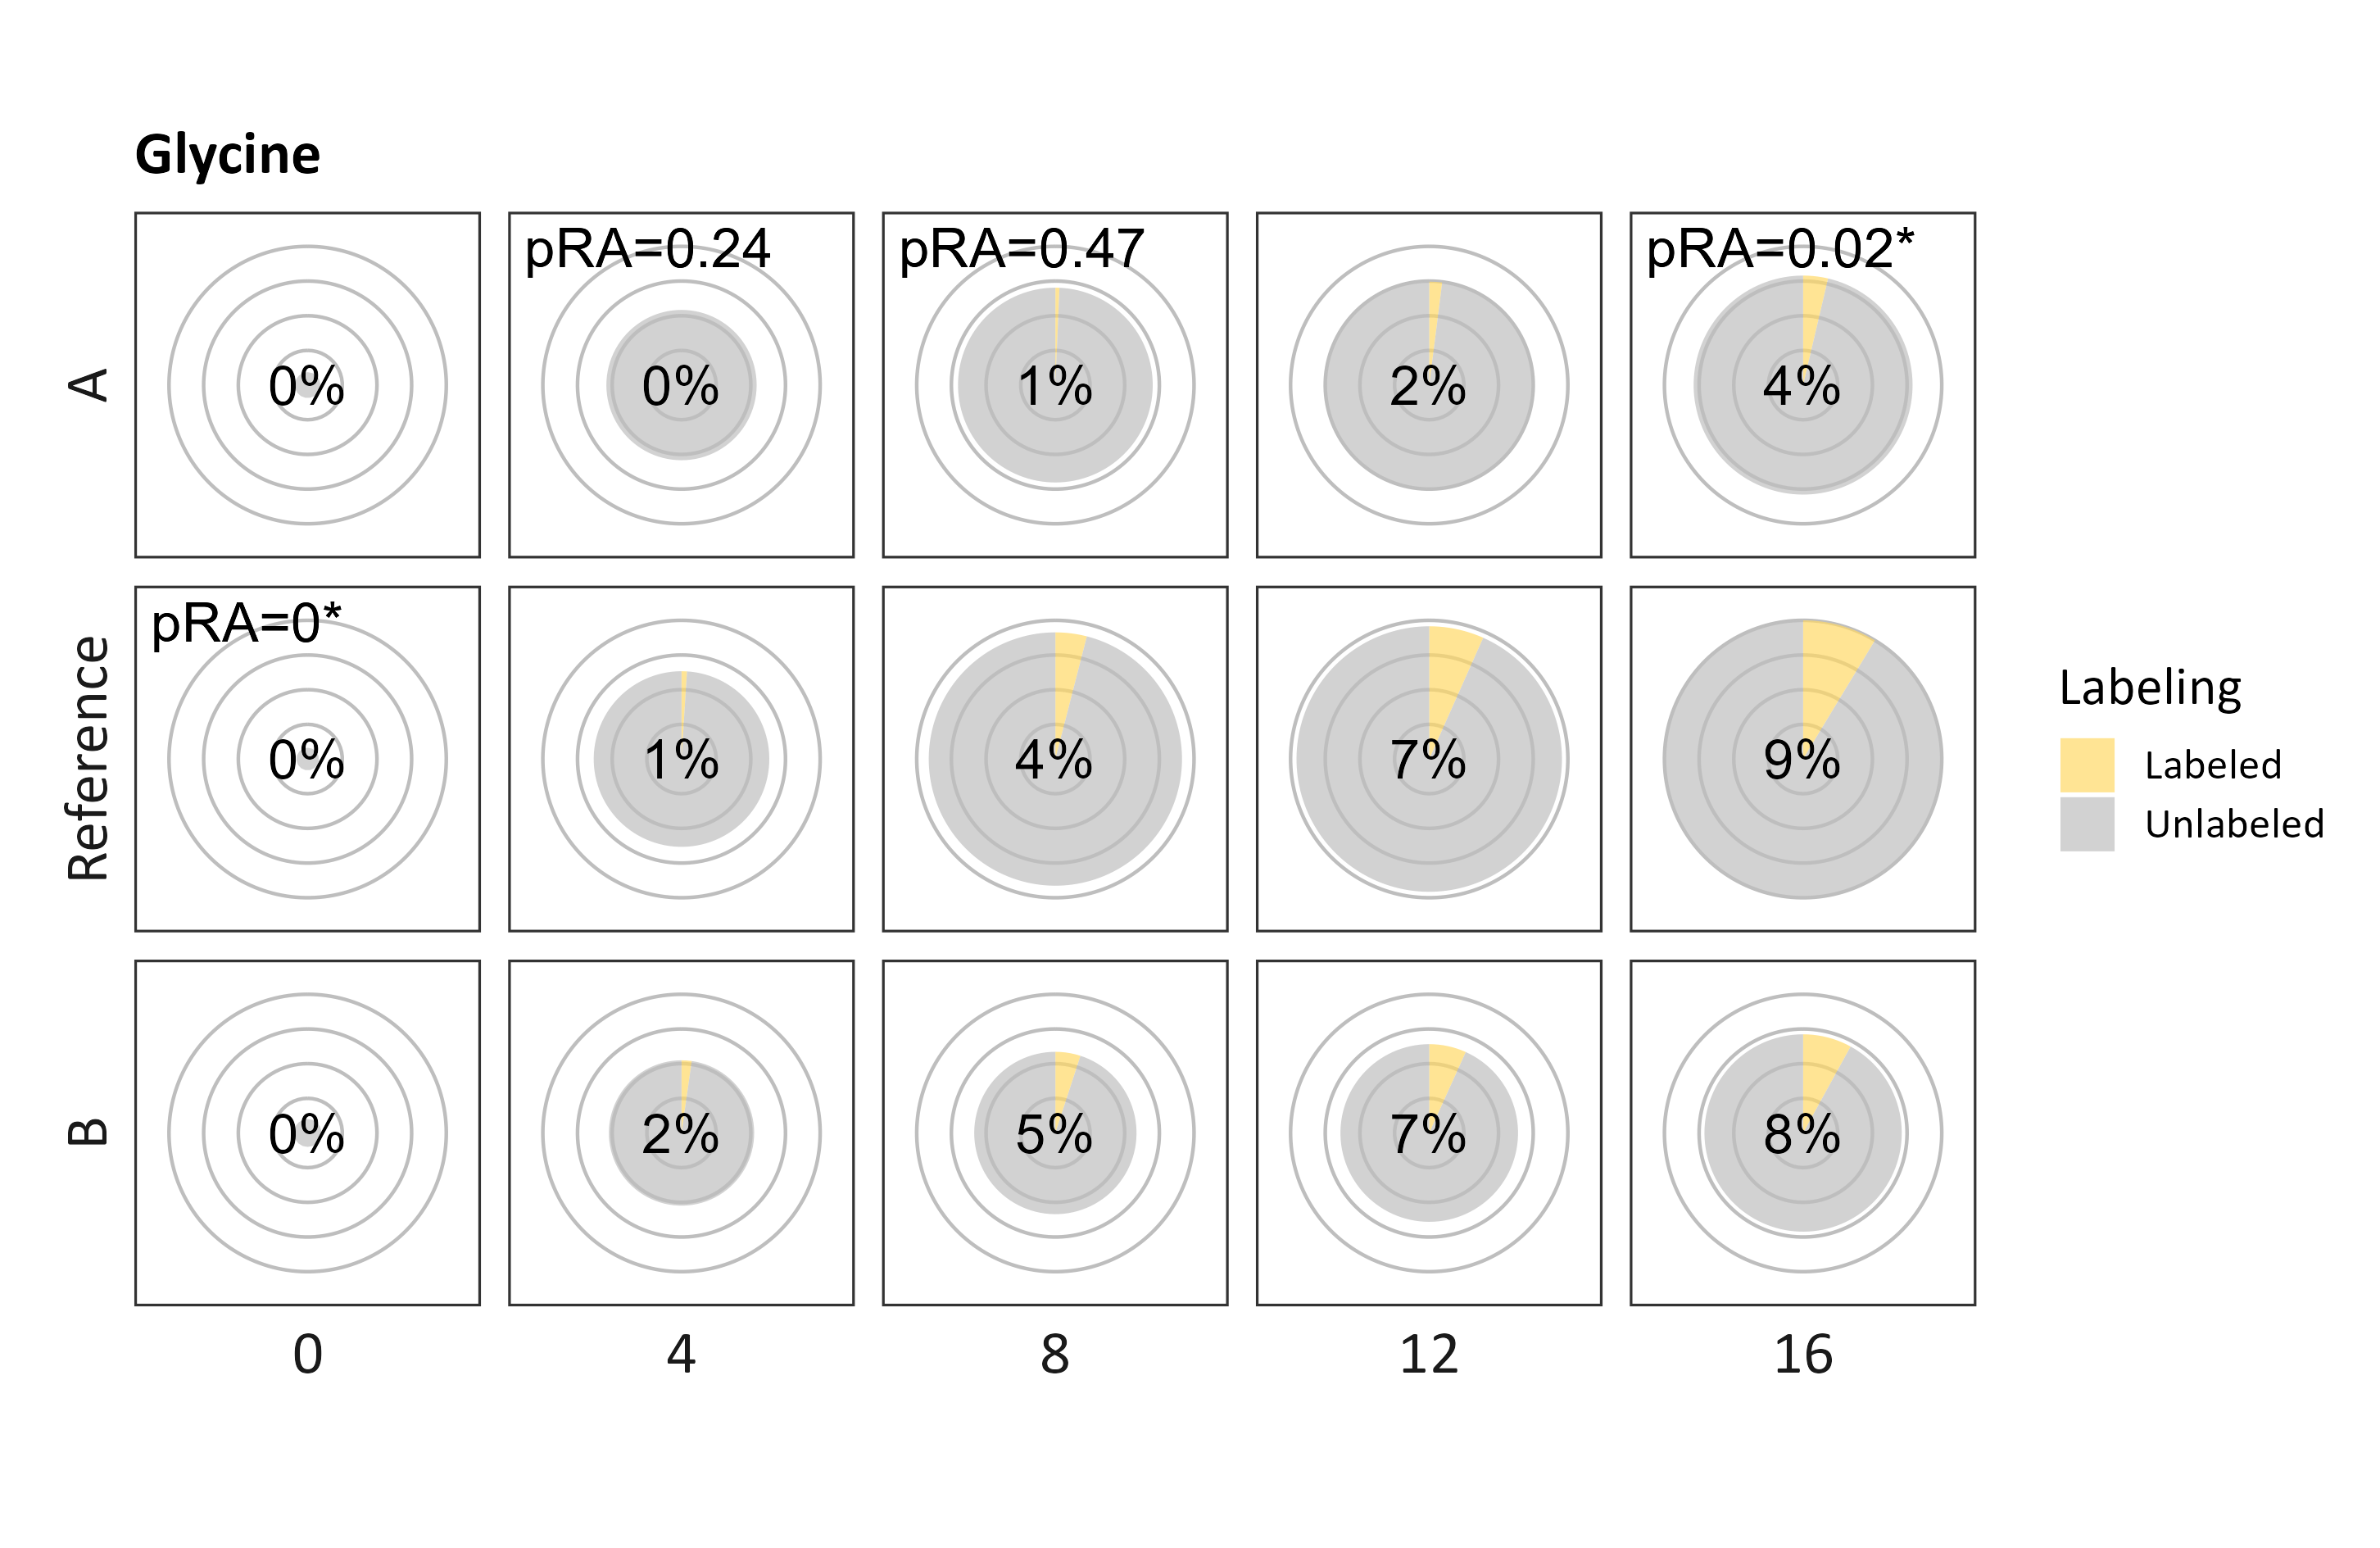 Glycine
pRA=0.24
pRA=0.47
pRA=0.02*
A
0%
0%
1%
2%
4%
pRA=0*
Reference
0%
1%
4%
7%
9%
Labeling
Labeled
Unlabeled
B
0%
2%
5%
7%
8%
0
4
8
12
16